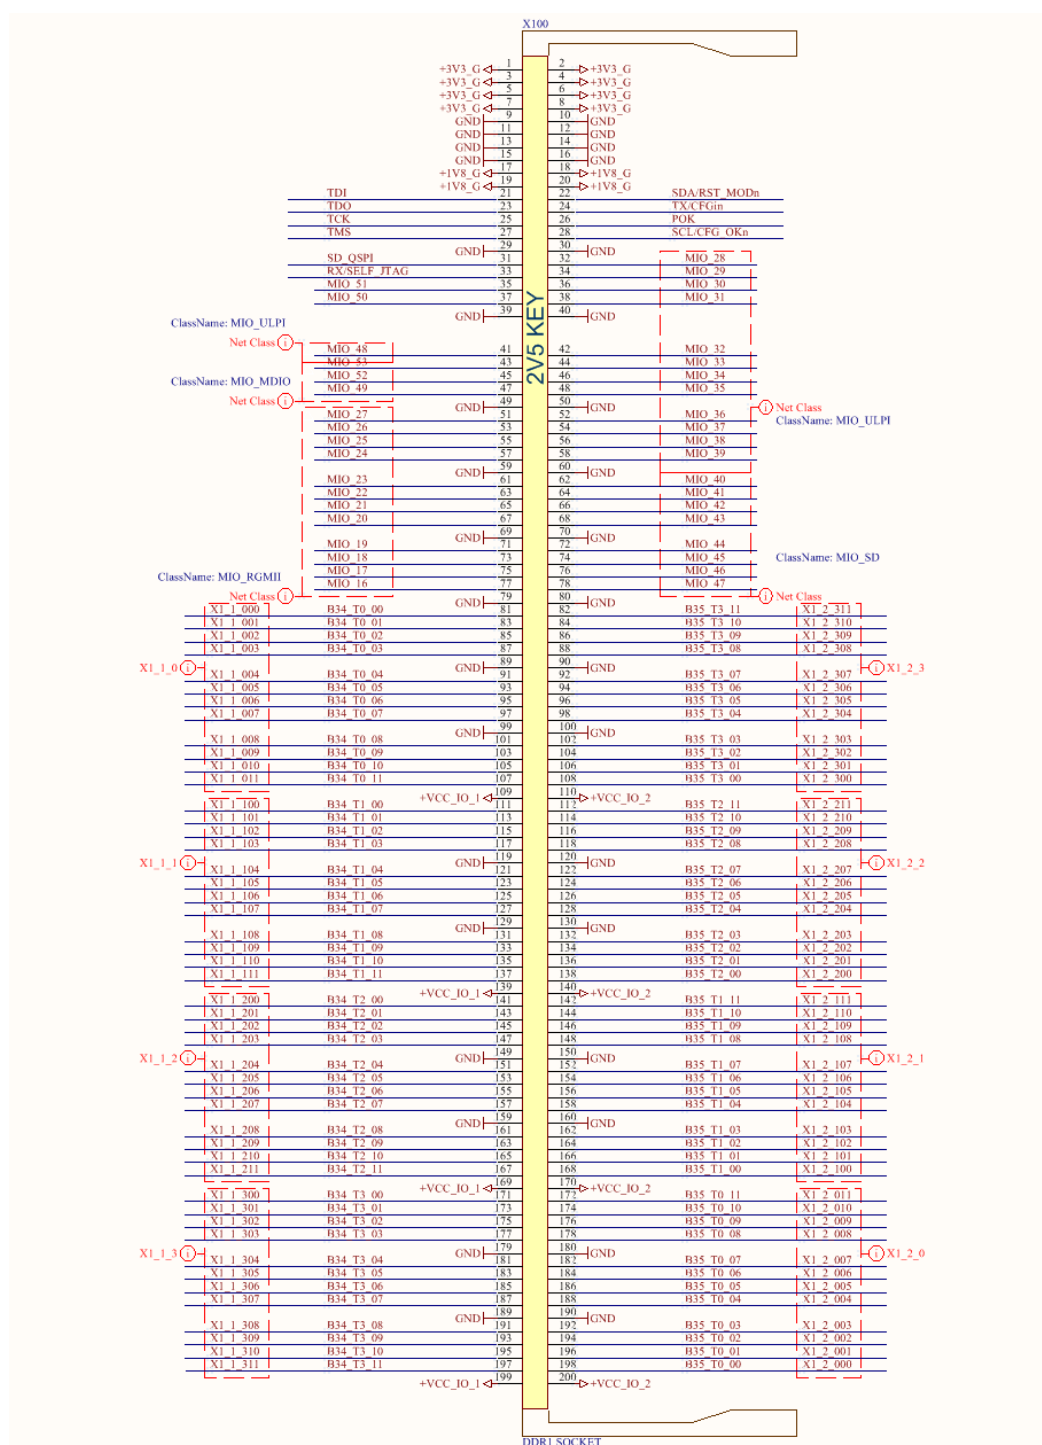 X100
+3V3_G 1 2 +3V3_G
+3V3_G 3 4 +3V3_G
+3V3_G 5 6 +3V3_G
+3V3_G 7 8 +3V3_G
GND 9 10 GND
GND 11 12 GND
GND 13 14 GND
GND 15 16 GND
+1V8_G 17 18 +1V8_G
+1V8_G 19 20 +1V8_G
TDI 21 22 SDA/RST_MODn
TDO 23 24 TX/CFGin
TCK 25 26 POK
TMS 27 28 SCL/CFG_OKn
GND 29 30 GND
SD_QSPI 31 32 MIO_28
RX/SELF_JTAG 33 34 MIO_29
MIO_51 35 36 MIO_30
MIO_50 37 38 MIO_31
GND 39 40 GND
2V5 KEY
ClassName: MIO_ULPI
Net Class i
MIO_48 41 42 MIO_32
MIO_53 43 44 MIO_33
MIO_52 45 46 MIO_34
ClassName: MIO_MDIO
MIO_49 47 48 MIO_35
Net Class i
GND 49 50 GND
i Net Class
MIO_27 51 52 MIO_36
ClassName: MIO_ULPI
MIO_26 53 54 MIO_37
MIO_25 55 56 MIO_38
MIO_24 57 58 MIO_39
GND 59 60 GND
MIO_23 61 62 MIO_40
MIO_22 63 64 MIO_41
MIO_21 65 66 MIO_42
MIO_20 67 68 MIO_43
GND 69 70 GND
MIO_19 71 72 MIO_44
MIO_18 73 74 MIO_45
ClassName: MIO_SD
MIO_17 75 76 MIO_46
ClassName: MIO_RGMII
MIO_16 77 78 MIO_47
Net Class i
i Net Class
GND 79 80 GND
X1_1_000 B34_T0_00 81 82 B35_T3_11 X1_2_311
X1_1_001 B34_T0_01 83 84 B35_T3_10 X1_2_310
X1_1_002 B34_T0_02 85 86 B35_T3_09 X1_2_309
X1_1_003 B34_T0_03 87 88 B35_T3_08 X1_2_308
X1_1_0 i GND 89 90 GND i X1_2_3
X1_1_004 B34_T0_04 91 92 B35_T3_07 X1_2_307
X1_1_005 B34_T0_05 93 94 B35_T3_06 X1_2_306
X1_1_006 B34_T0_06 95 96 B35_T3_05 X1_2_305
X1_1_007 B34_T0_07 97 98 B35_T3_04 X1_2_304
GND 99 100 GND
X1_1_008 B34_T0_08 101 102 B35_T3_03 X1_2_303
X1_1_009 B34_T0_09 103 104 B35_T3_02 X1_2_302
X1_1_010 B34_T0_10 105 106 B35_T3_01 X1_2_301
X1_1_011 B34_T0_11 107 108 B35_T3_00 X1_2_300
+VCC_IO_1 109 110 +VCC_IO_2
X1_1_100 B34_T1_00 111 112 B35_T2_11 X1_2_211
X1_1_101 B34_T1_01 113 114 B35_T2_10 X1_2_210
X1_1_102 B34_T1_02 115 116 B35_T2_09 X1_2_209
X1_1_103 B34_T1_03 117 118 B35_T2_08 X1_2_208
X1_1_1 i GND 119 120 GND i X1_2_2
X1_1_104 B34_T1_04 121 122 B35_T2_07 X1_2_207
X1_1_105 B34_T1_05 123 124 B35_T2_06 X1_2_206
X1_1_106 B34_T1_06 125 126 B35_T2_05 X1_2_205
X1_1_107 B34_T1_07 127 128 B35_T2_04 X1_2_204
GND 129 130 GND
X1_1_108 B34_T1_08 131 132 B35_T2_03 X1_2_203
X1_1_109 B34_T1_09 133 134 B35_T2_02 X1_2_202
X1_1_110 B34_T1_10 135 136 B35_T2_01 X1_2_201
X1_1_111 B34_T1_11 137 138 B35_T2_00 X1_2_200
+VCC_IO_1 139 140 +VCC_IO_2
X1_1_200 B34_T2_00 141 142 B35_T1_11 X1_2_111
X1_1_201 B34_T2_01 143 144 B35_T1_10 X1_2_110
X1_1_202 B34_T2_02 145 146 B35_T1_09 X1_2_109
X1_1_203 B34_T2_03 147 148 B35_T1_08 X1_2_108
X1_1_2 i GND 149 150 GND i X1_2_1
X1_1_204 B34_T2_04 151 152 B35_T1_07 X1_2_107
X1_1_205 B34_T2_05 153 154 B35_T1_06 X1_2_106
X1_1_206 B34_T2_06 155 156 B35_T1_05 X1_2_105
X1_1_207 B34_T2_07 157 158 B35_T1_04 X1_2_104
GND 159 160 GND
X1_1_208 B34_T2_08 161 162 B35_T1_03 X1_2_103
X1_1_209 B34_T2_09 163 164 B35_T1_02 X1_2_102
X1_1_210 B34_T2_10 165 166 B35_T1_01 X1_2_101
X1_1_211 B34_T2_11 167 168 B35_T1_00 X1_2_100
+VCC_IO_1 169 170 +VCC_IO_2
X1_1_300 B34_T3_00 171 172 B35_T0_11 X1_2_011
X1_1_301 B34_T3_01 173 174 B35_T0_10 X1_2_010
X1_1_302 B34_T3_02 175 176 B35_T0_09 X1_2_009
X1_1_303 B34_T3_03 177 178 B35_T0_08 X1_2_008
X1_1_3 i GND 179 180 GND i X1_2_0
X1_1_304 B34_T3_04 181 182 B35_T0_07 X1_2_007
X1_1_305 B34_T3_05 183 184 B35_T0_06 X1_2_006
X1_1_306 B34_T3_06 185 186 B35_T0_05 X1_2_005
X1_1_307 B34_T3_07 187 188 B35_T0_04 X1_2_004
GND 189 190 GND
X1_1_308 B34_T3_08 191 192 B35_T0_03 X1_2_003
X1_1_309 B34_T3_09 193 194 B35_T0_02 X1_2_002
X1_1_310 B34_T3_10 195 196 B35_T0_01 X1_2_001
X1_1_311 B34_T3_11 197 198 B35_T0_00 X1_2_000
+VCC_IO_1 199 200 +VCC_IO_2
DDR1 SOCKET